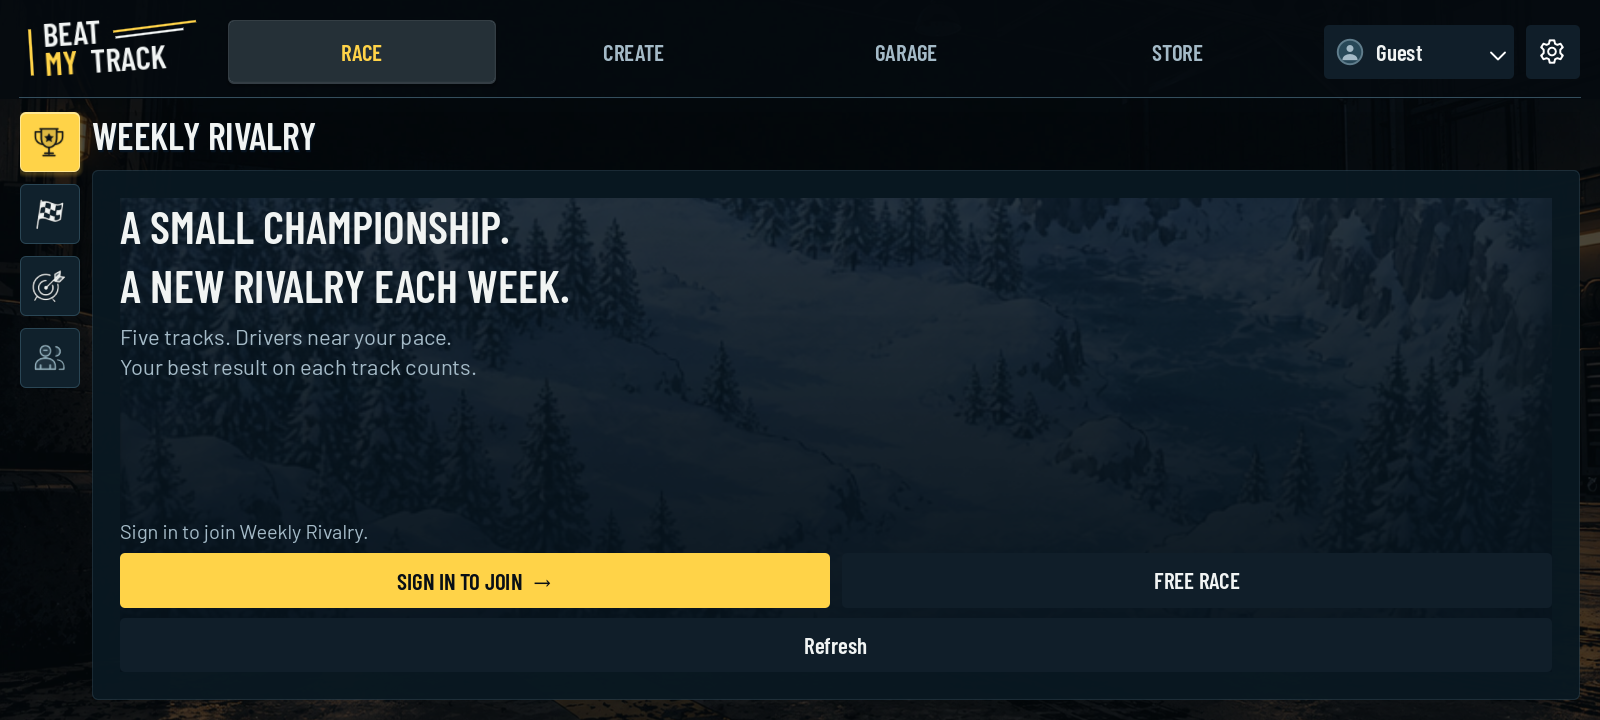 BEAT
MY TRACK
RACE
CREATE
GARAGE
STORE
Guest
WEEKLY RIVALRY
A SMALL CHAMPIONSHIP.
A NEW RIVALRY EACH WEEK.
Five tracks. Drivers near your pace.
Your best result on each track counts.
Sign in to join Weekly Rivalry.
SIGN IN TO JOIN →
FREE RACE
Refresh